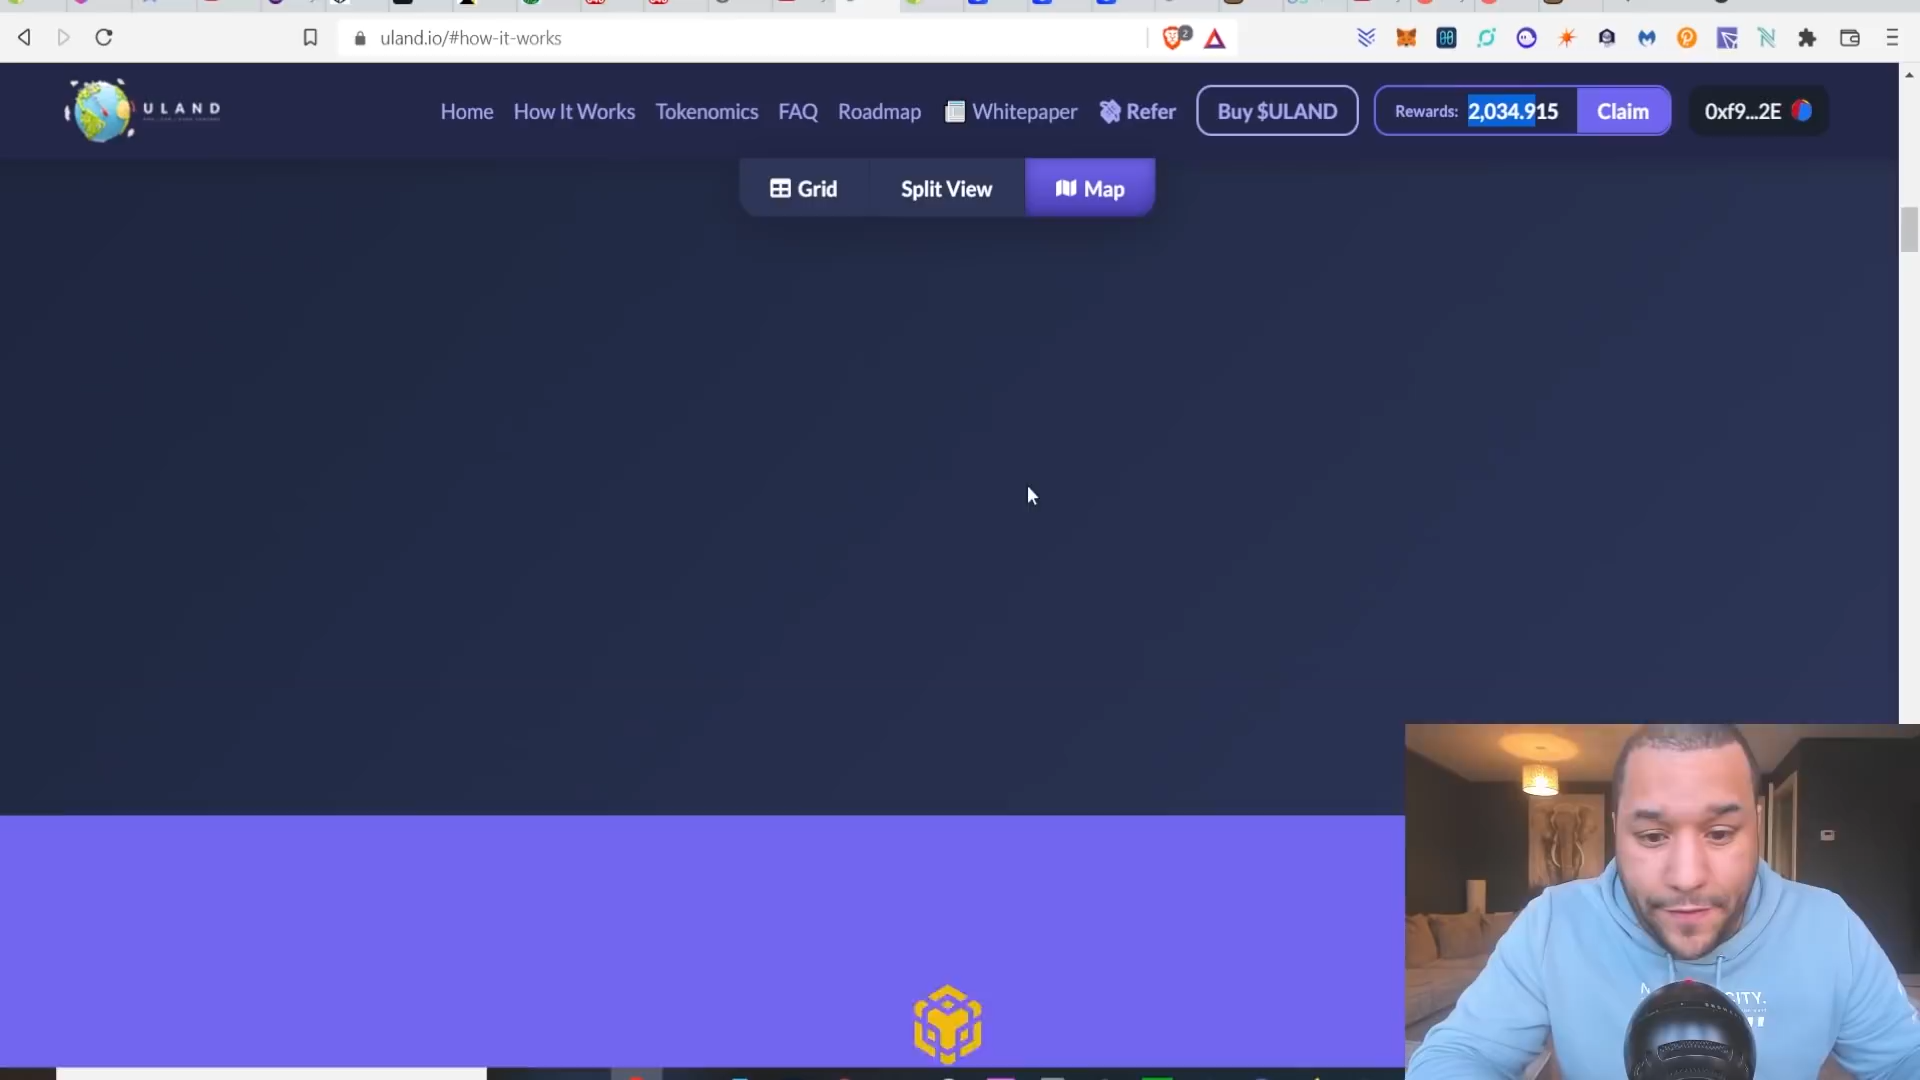 uland.io/#how-it-works
2
ULAND
Home
How It Works
Tokenomics
FAQ
Roadmap
Whitepaper
Refer
Buy $ULAND
Rewards: 2,034.915
Claim
0xf9...2E
Grid
Split View
Map